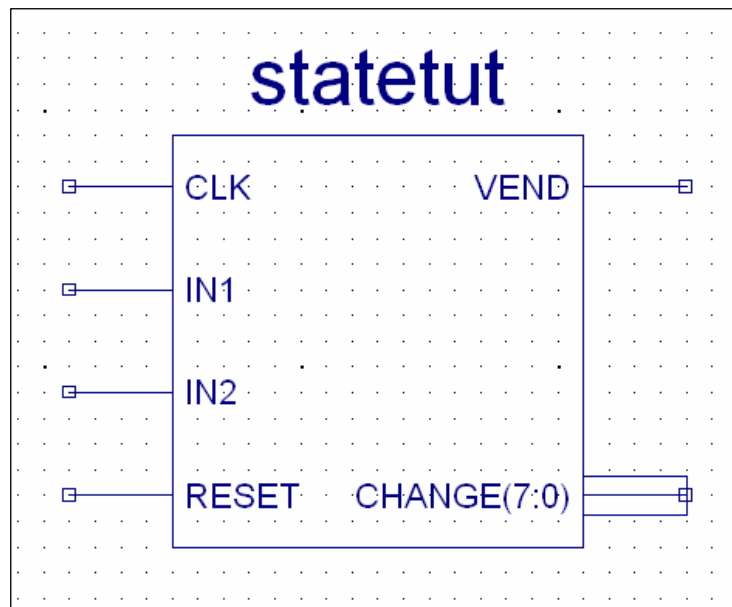 statetut
CLK VEND
IN1
IN2
RESET CHANGE(7:0)